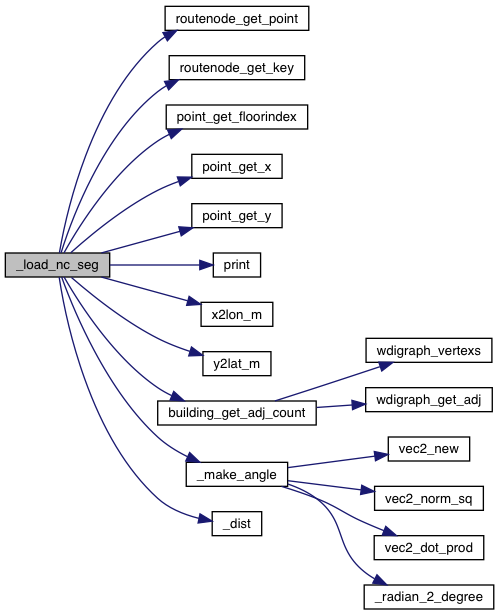 routenode_get_point
routenode_get_key
point_get_floorindex
point_get_x
point_get_y
_load_nc_seg
print
x2lon_m
y2lat_m
wdigraph_vertexs
wdigraph_get_adj
building_get_adj_count
vec2_new
_make_angle
vec2_norm_sq
_dist
vec2_dot_prod
_radian_2_degree